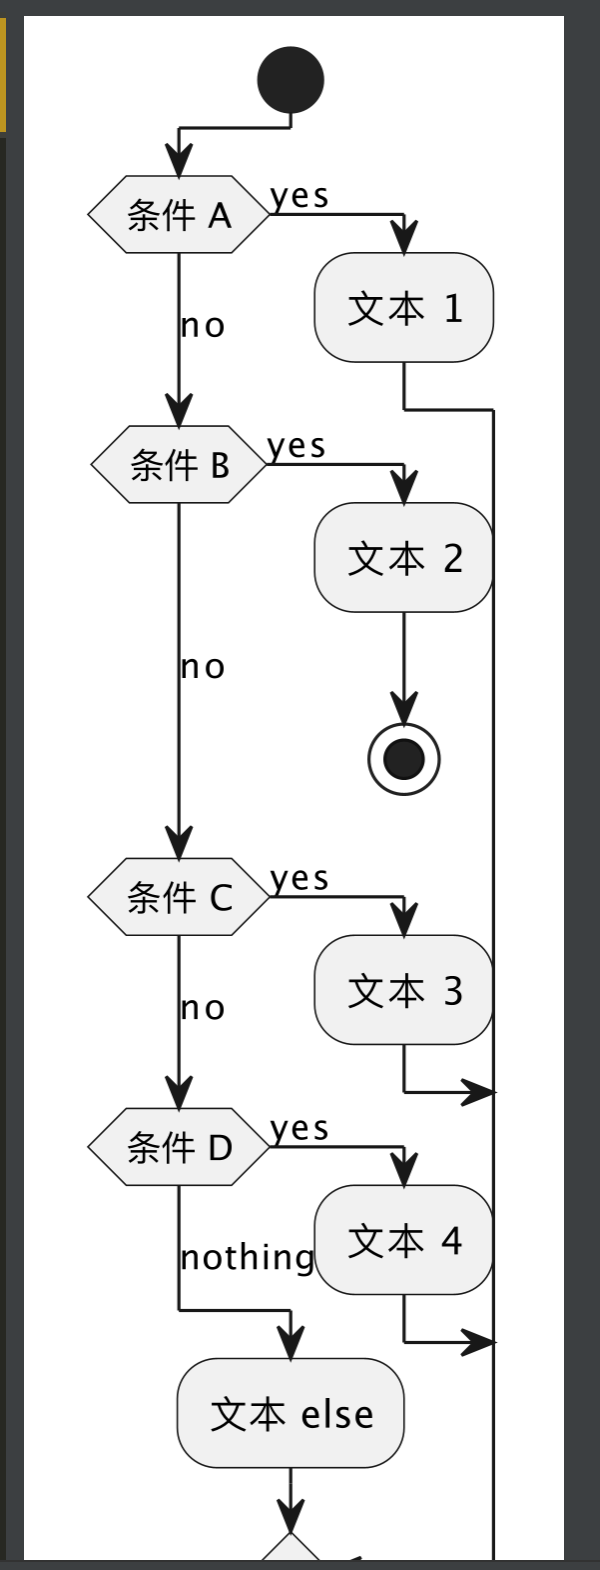 yes
条件 A
文本 1
no
yes
条件 B
文本 2
no
yes
条件 C
文本 3
no
yes
条件 D
文本 4
nothing
文本 else